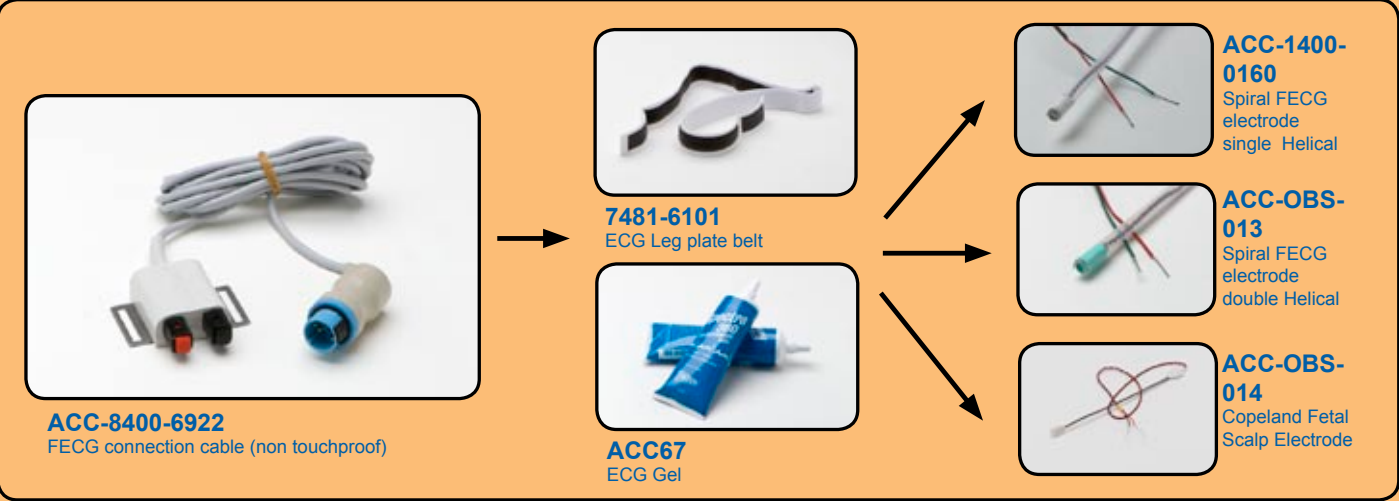 ACC-8400-6922
FECG connection cable (non touchproof)
7481-6101
ECG Leg plate belt
ACC67
ECG Gel
ACC-1400-
0160
Spiral FECG
electrode
single Helical
ACC-OBS-
013
Spiral FECG
electrode
double Helical
ACC-OBS-
014
Copeland Fetal
Scalp Electrode